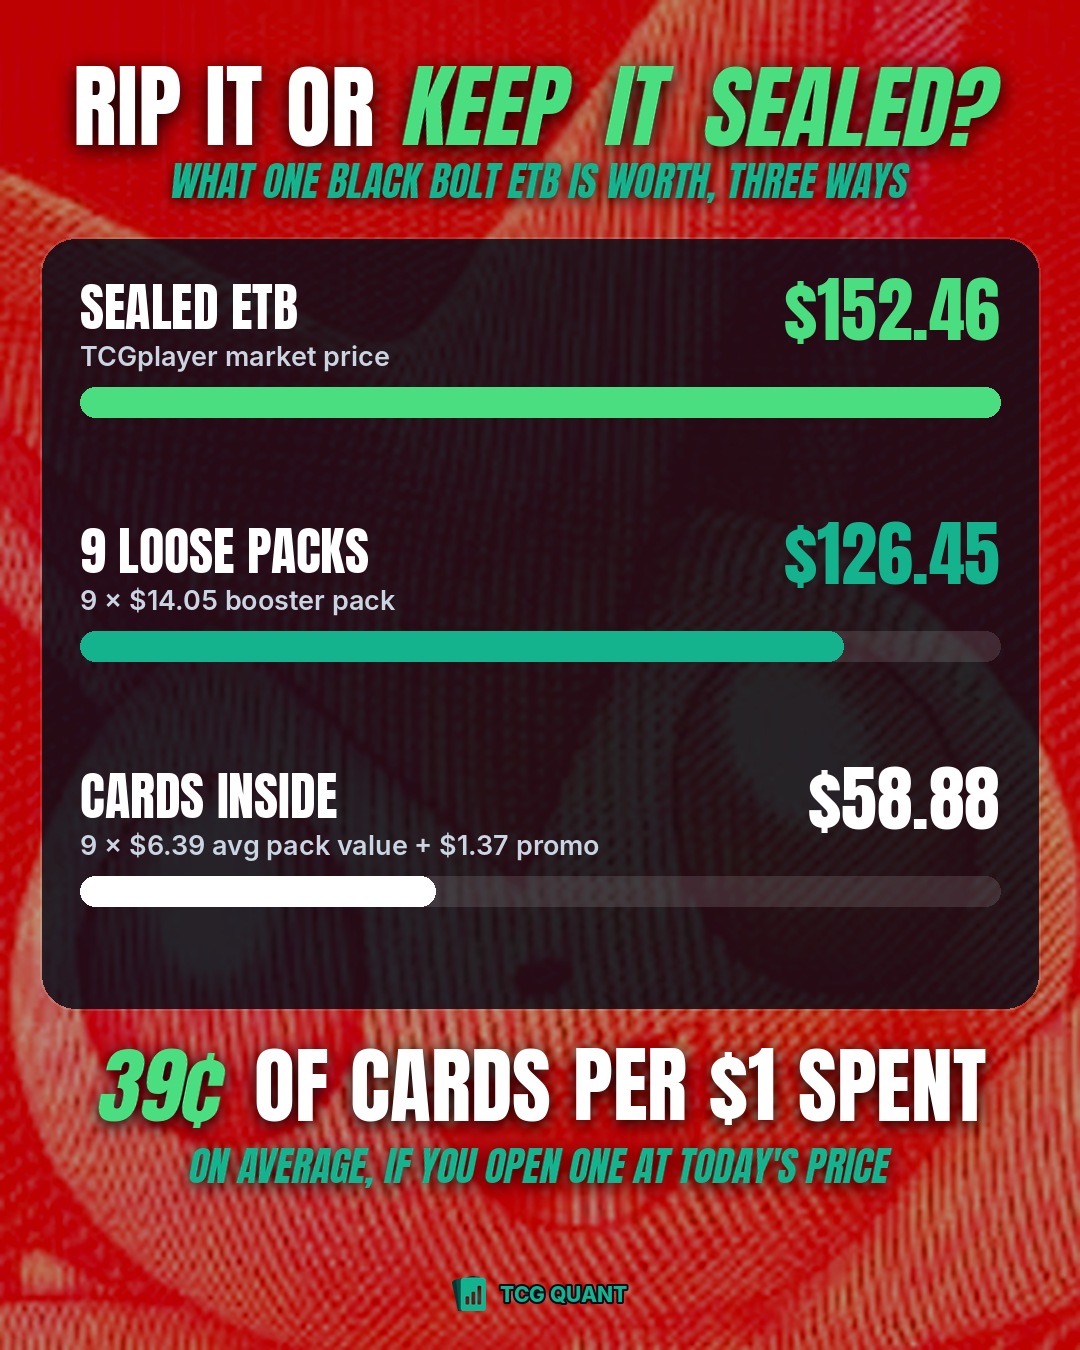 RIP IT OR KEEP IT SEALED?
WHAT ONE BLACK BOLT ETB IS WORTH, THREE WAYS
SEALED ETB
$152.46
TCGplayer market price
9 LOOSE PACKS
$126.45
9 × $14.05 booster pack
CARDS INSIDE
$58.88
9 × $6.39 avg pack value + $1.37 promo
39¢ OF CARDS PER $1 SPENT
ON AVERAGE, IF YOU OPEN ONE AT TODAY'S PRICE
TCG QUANT